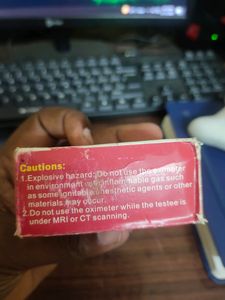 Cautions:
1.Explosive hazard: Do not use the oximeter
in environment with inflammable gas such
as some ignitable anesthetic agents or other
materials may occur.
2.Do not use the oximeter while the testee is
under MRI or CT scanning.